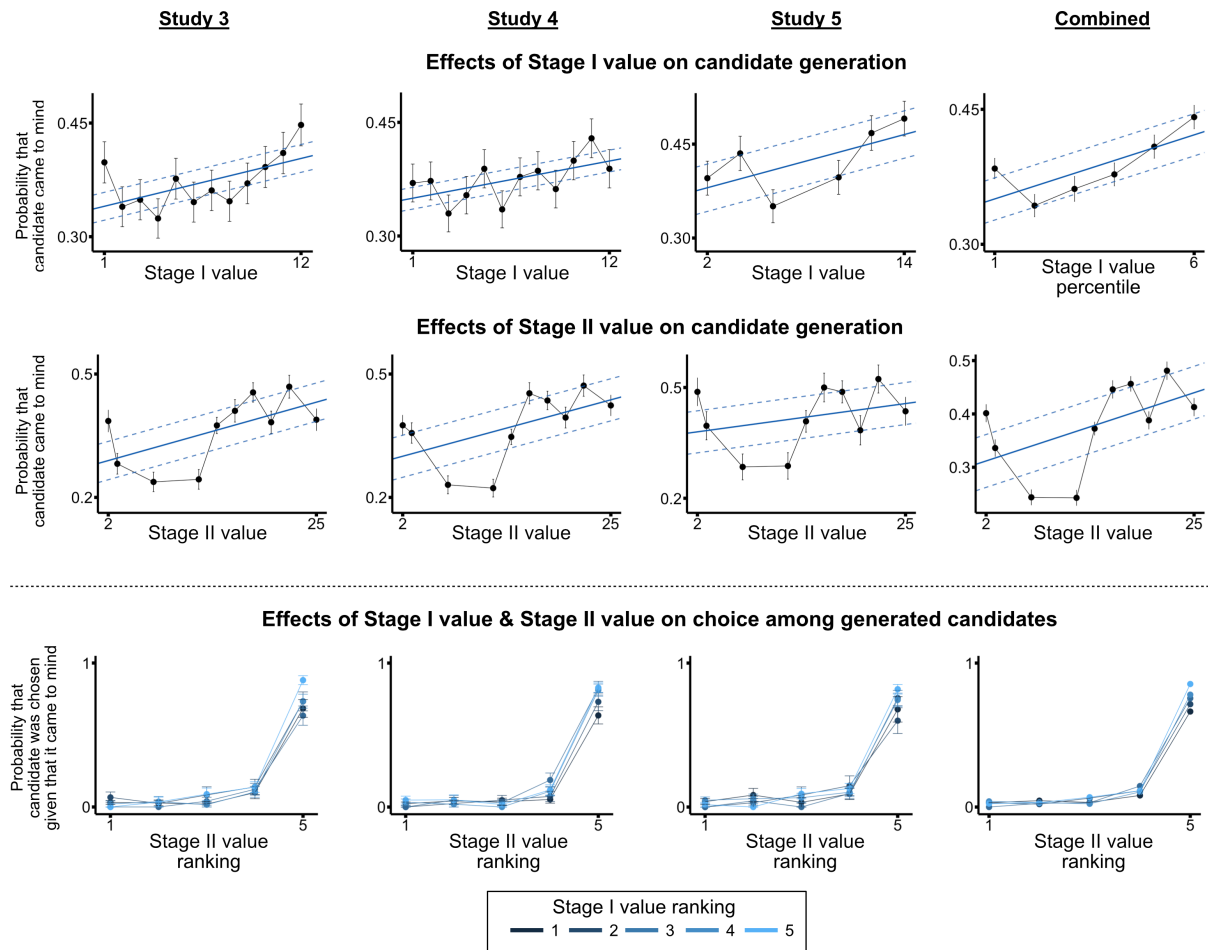 Study 3
Study 4
Study 5
Combined
Effects of Stage I value on candidate generation
Probability that
candidate came to mind
0.45
0.30
1
12
Stage I value
0.45
0.30
1
12
Stage I value
0.45
0.30
2
14
Stage I value
0.45
0.30
1
6
Stage I value
percentile
Effects of Stage II value on candidate generation
Probability that
candidate came to mind
0.5
0.2
2
25
Stage II value
0.5
0.2
2
25
Stage II value
0.5
0.2
2
25
Stage II value
0.5
0.4
0.3
2
25
Stage II value
Effects of Stage I value & Stage II value on choice among generated candidates
Probability that
candidate was chosen
given that it came to mind
1
0
1
5
Stage II value
ranking
1
0
1
5
Stage II value
ranking
1
0
1
5
Stage II value
ranking
1
0
1
5
Stage II value
ranking
Stage I value ranking
1 2 3 4 5